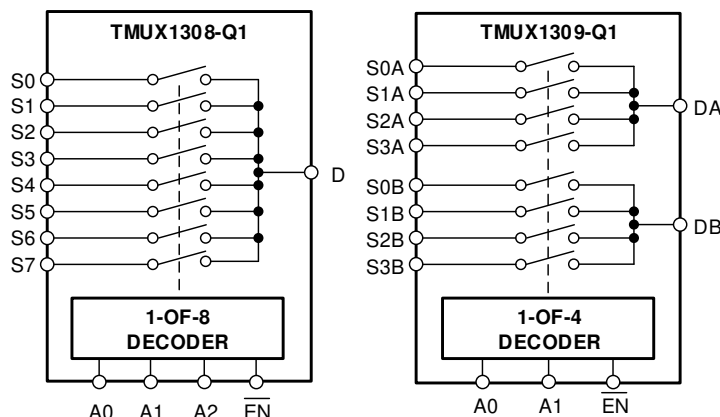 TMUX1308-Q1
S0
S1
S2
S3
S4
S5
S6
S7
D
1-OF-8
DECODER
A0 A1 A2 EN
TMUX1309-Q1
S0A
S1A
S2A
S3A
DA
S0B
S1B
S2B
S3B
DB
1-OF-4
DECODER
A0 A1 EN